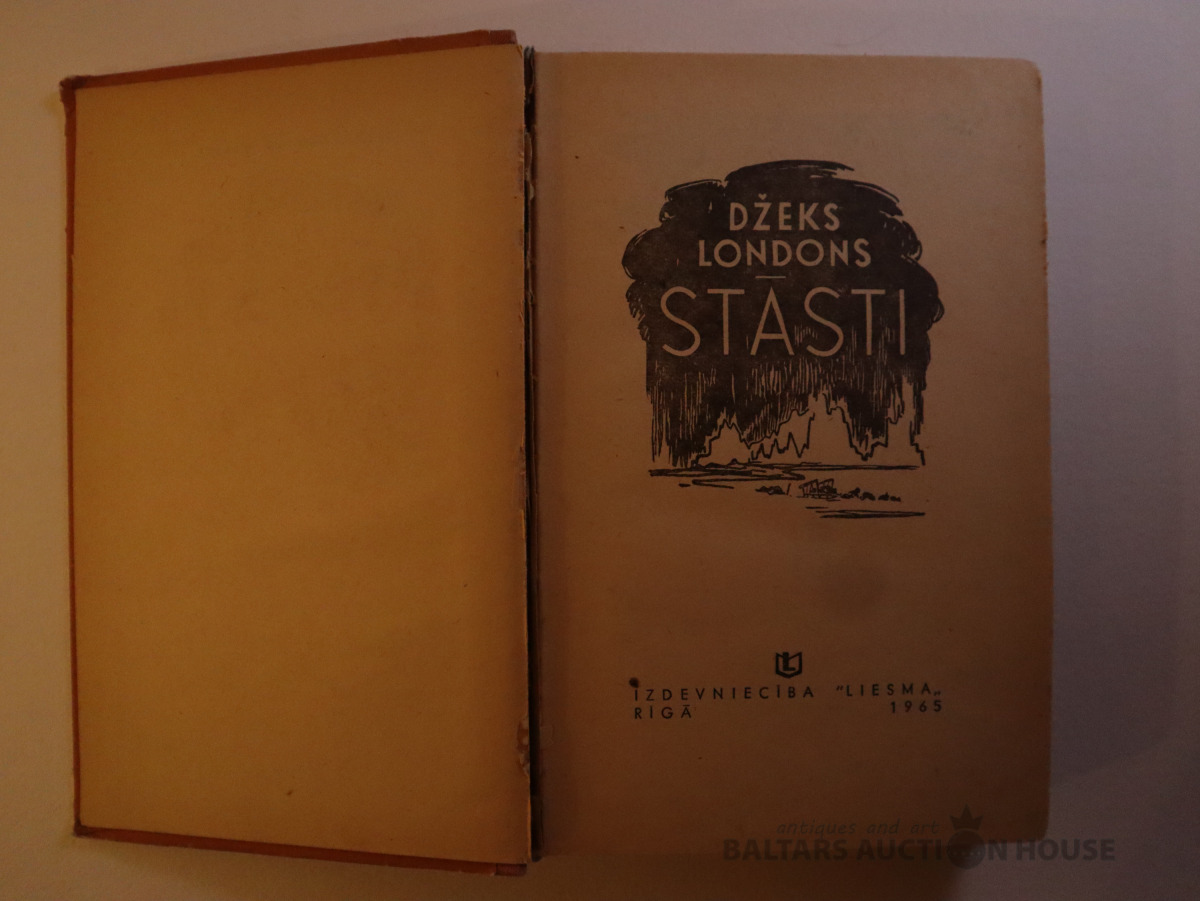 DŽEKS
LONDONS
STĀSTI
L
IZDEVNIECĪBA "LIESMA„
RĪGĀ 1965
antiques and art
BALTARS AUCTION HOUSE